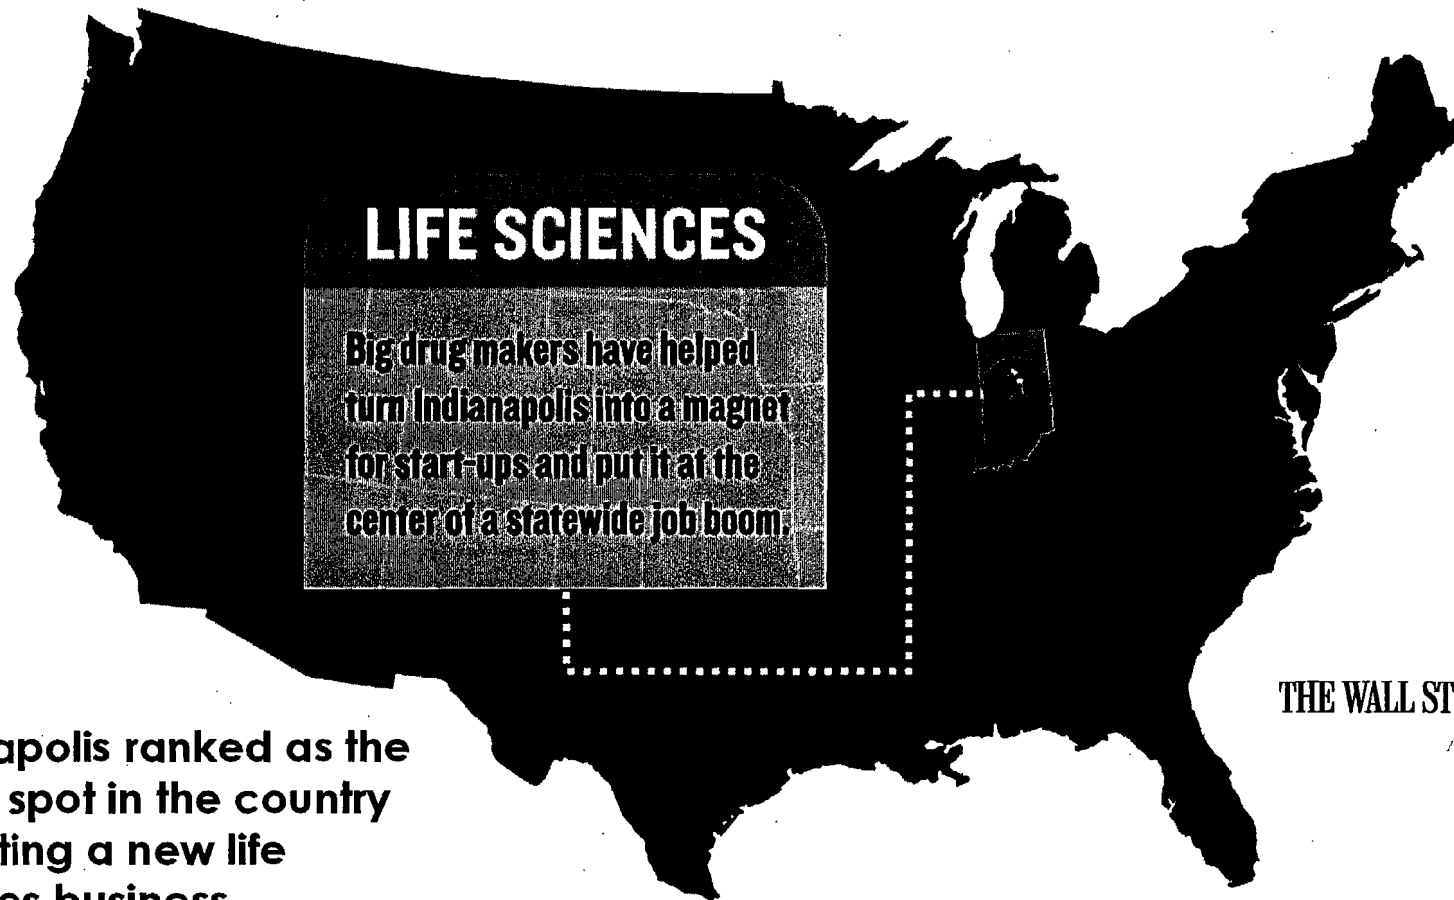 LIFE SCIENCES
Big drug makers have helped
turn Indianapolis into a magnet
for start-ups and put it at the
center of a statewide job boom.
THE WALL ST
apolis ranked as the
spot in the country
ting a new life
es business